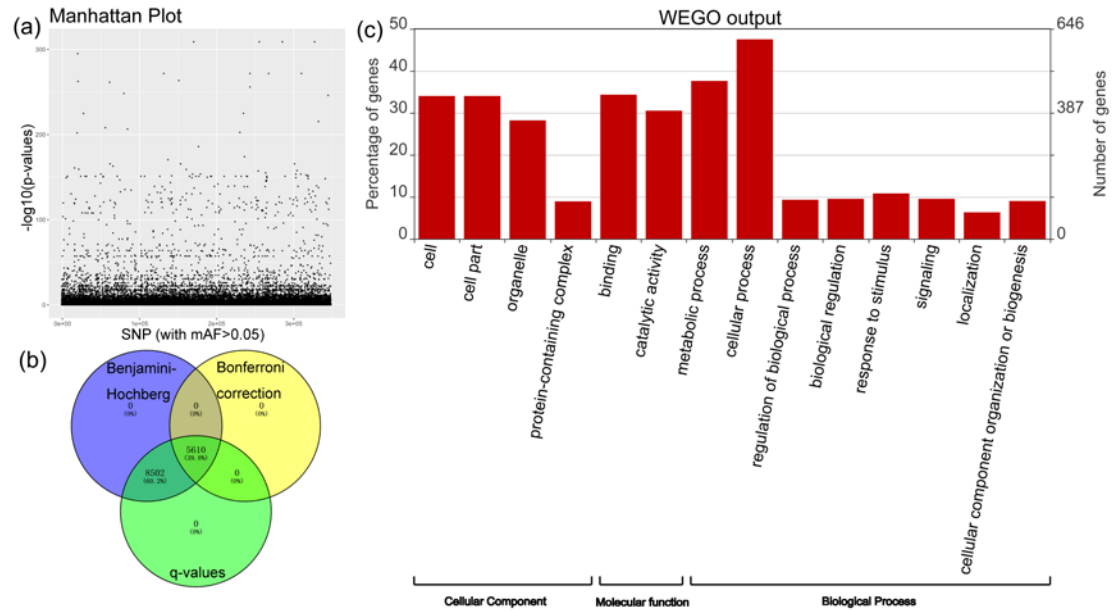 (a) Manhattan Plot
-log10(p-values)
300
200
100
0
0e+00 1e+05 2e+05 3e+05
SNP (with mAF>0.05)
(b)
Benjamini-
Hochberg
Bonferroni
correction
0
(0%)
0
(0%)
0
(0%)
5610
(39.8%)
8502
(60.2%)
0
(0%)
0
(0%)
q-values
(c) WEGO output
Percentage of genes
50
40
30
20
10
0
646
387
0
Number of genes
cell
cell part
organelle
protein-containing complex
binding
catalytic activity
metabolic process
cellular process
regulation of biological process
biological regulation
response to stimulus
signaling
localization
cellular component organization or biogenesis
Cellular Component
Molecular function
Biological Process